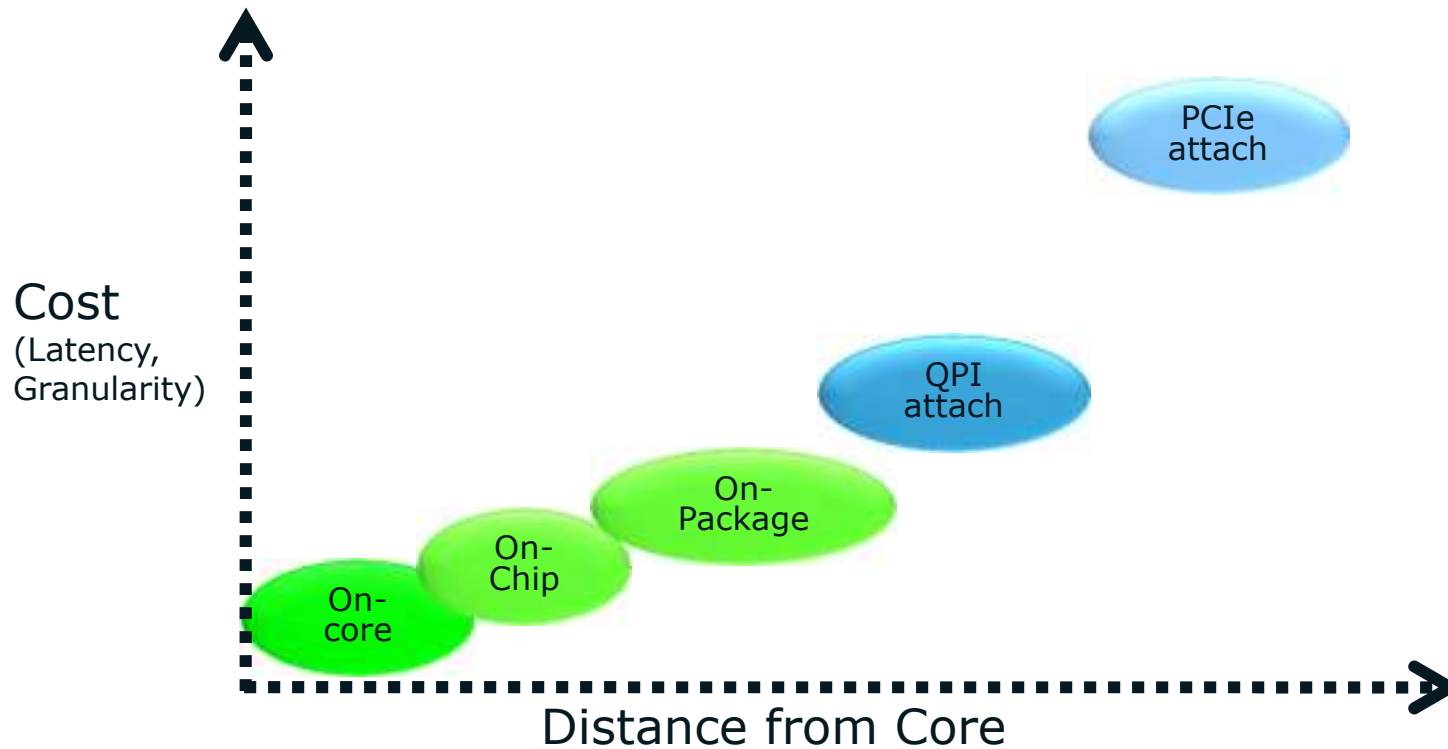 PCIe
attach
Cost
(Latency,
Granularity)
QPI
attach
On-
Package
On-
Chip
On-
core
Distance from Core